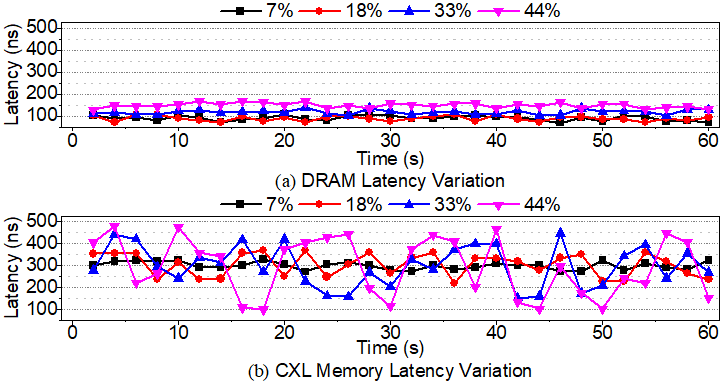 7% 18% 33% 44%
500
400
300
200
100
Latency (ns)
0 10 20 30 40 50 60
Time (s)
(a) DRAM Latency Variation
7% 18% 33% 44%
500
400
300
200
100
Latency (ns)
0 10 20 30 40 50 60
Time (s)
(b) CXL Memory Latency Variation